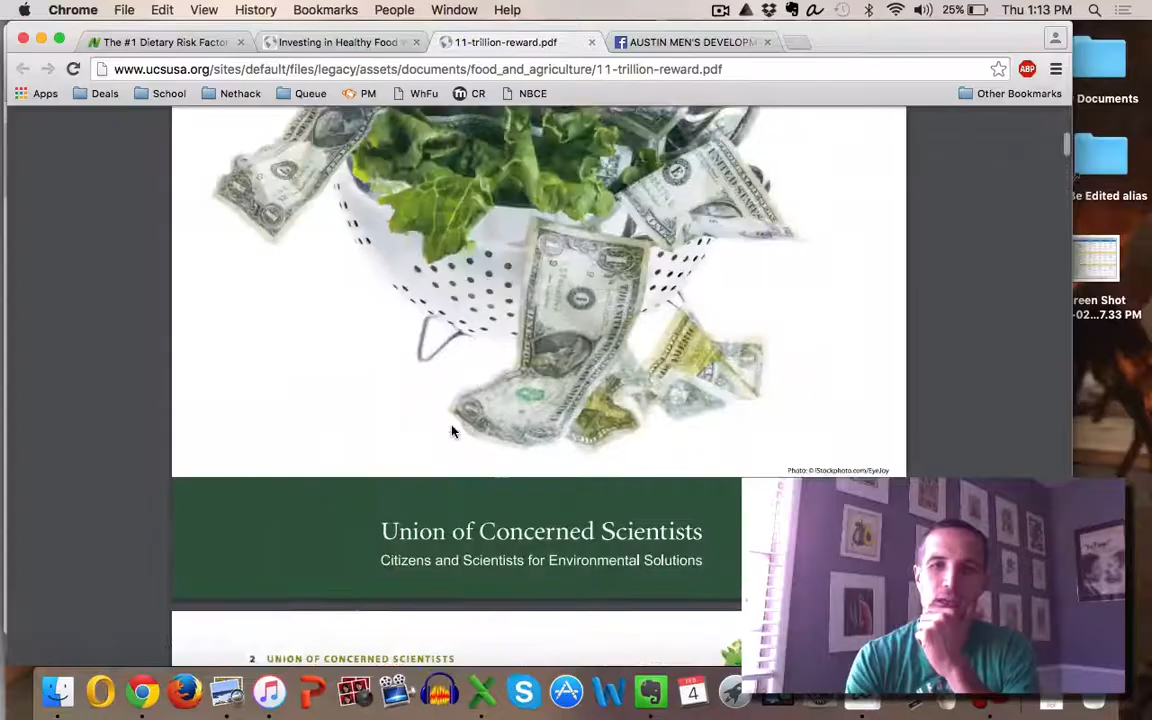 Chrome File Edit View History Bookmarks People Window Help 25% Thu 1:13 PM
The #1 Dietary Risk Factor
Investing in Healthy Food
11-trillion-reward.pdf
AUSTIN MEN'S DEVELOPM
www.ucsusa.org/sites/default/files/legacy/assets/documents/food_and_agriculture/11-trillion-reward.pdf
ABP
Apps Deals School Nethack Queue PM WhFu CR NBCE Other Bookmarks
Documents
Be Edited alias
reen Shot
-02...7.33 PM
Photo: © iStockphoto.com/EyeJoy
Union of Concerned Scientists
Citizens and Scientists for Environmental Solutions
2 UNION OF CONCERNED SCIENTISTS
FEB
4